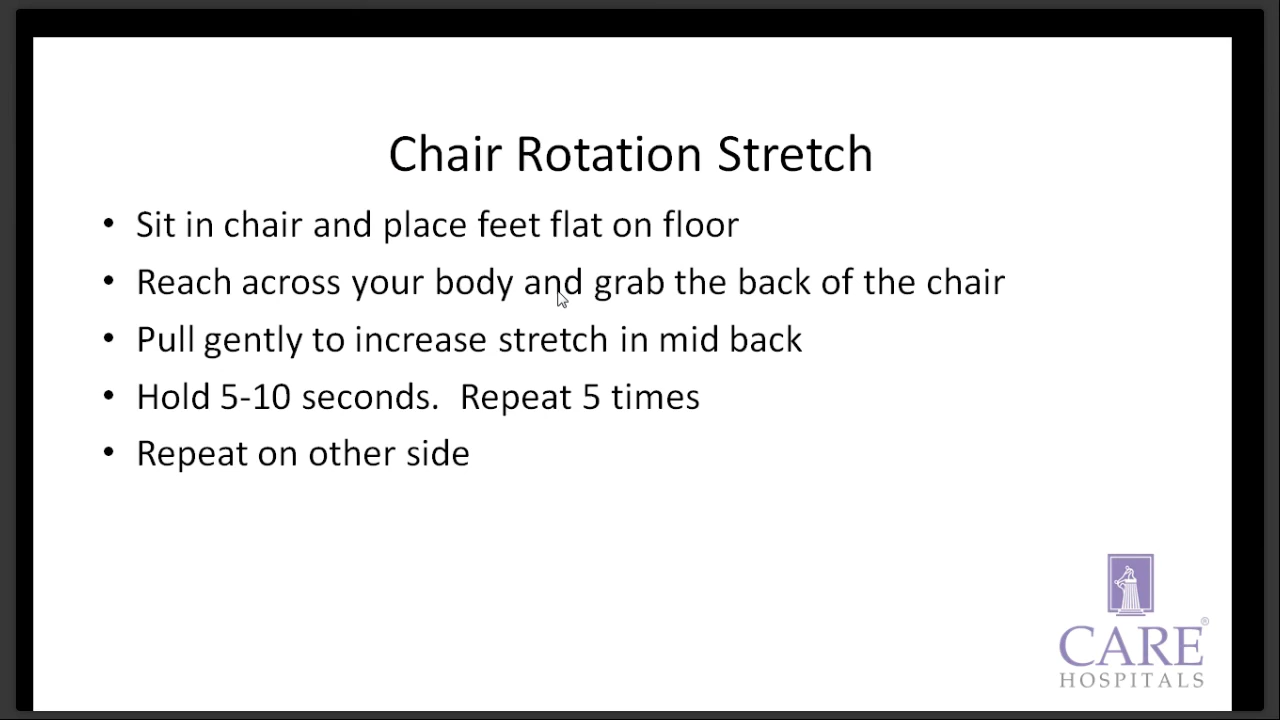 Chair Rotation Stretch
• Sit in chair and place feet flat on floor
• Reach across your body and grab the back of the chair
• Pull gently to increase stretch in mid back
• Hold 5-10 seconds.  Repeat 5 times
• Repeat on other side
CARE®
HOSPITALS